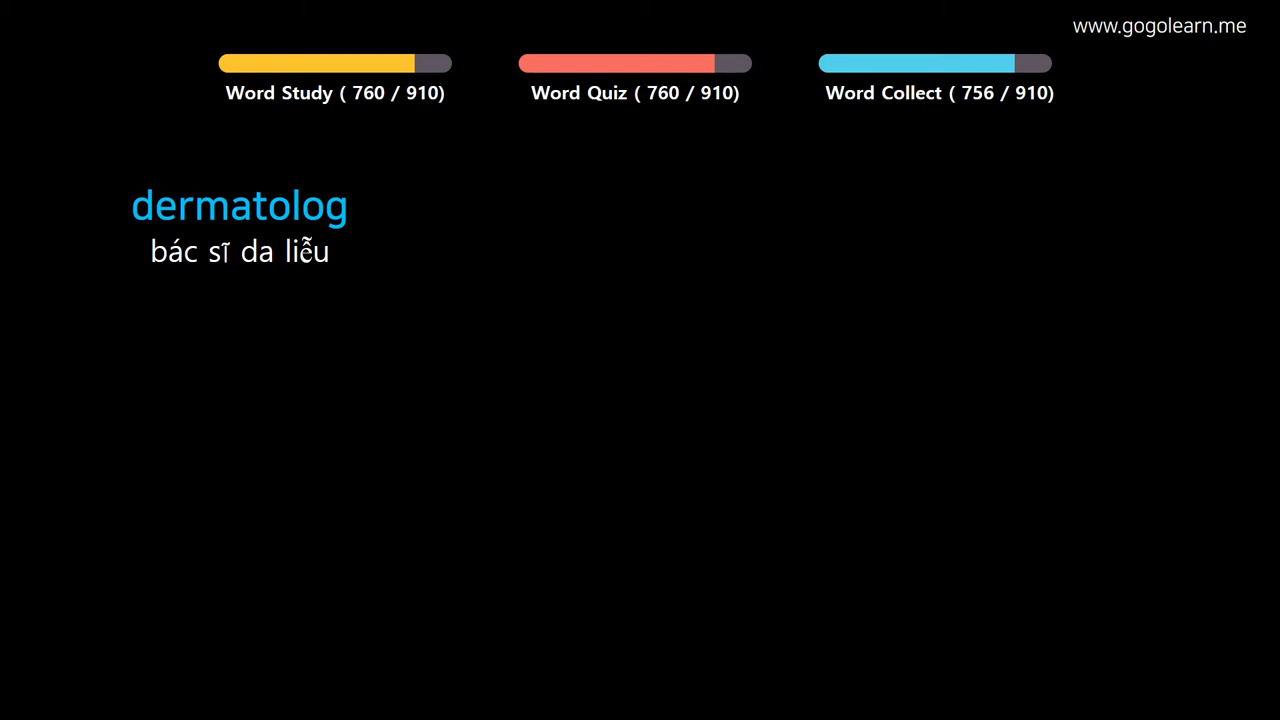 www.gogolearn.me
Word Study ( 760 / 910)
Word Quiz ( 760 / 910)
Word Collect ( 756 / 910)
dermatolog
bác sĩ da liễu